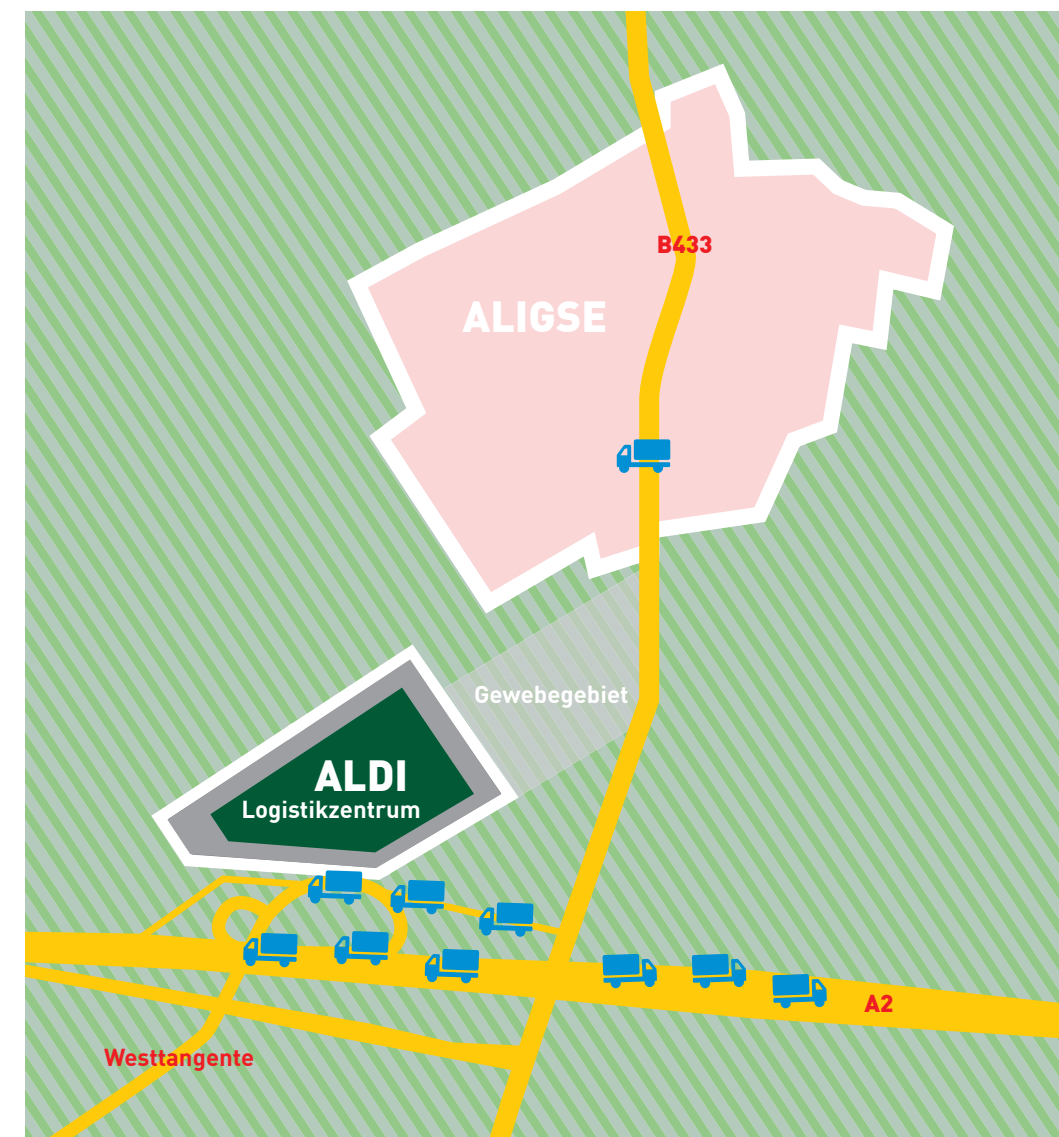 B433
ALIGSE
Gewebegebiet
ALDI
Logistikzentrum
A2
Westtangente